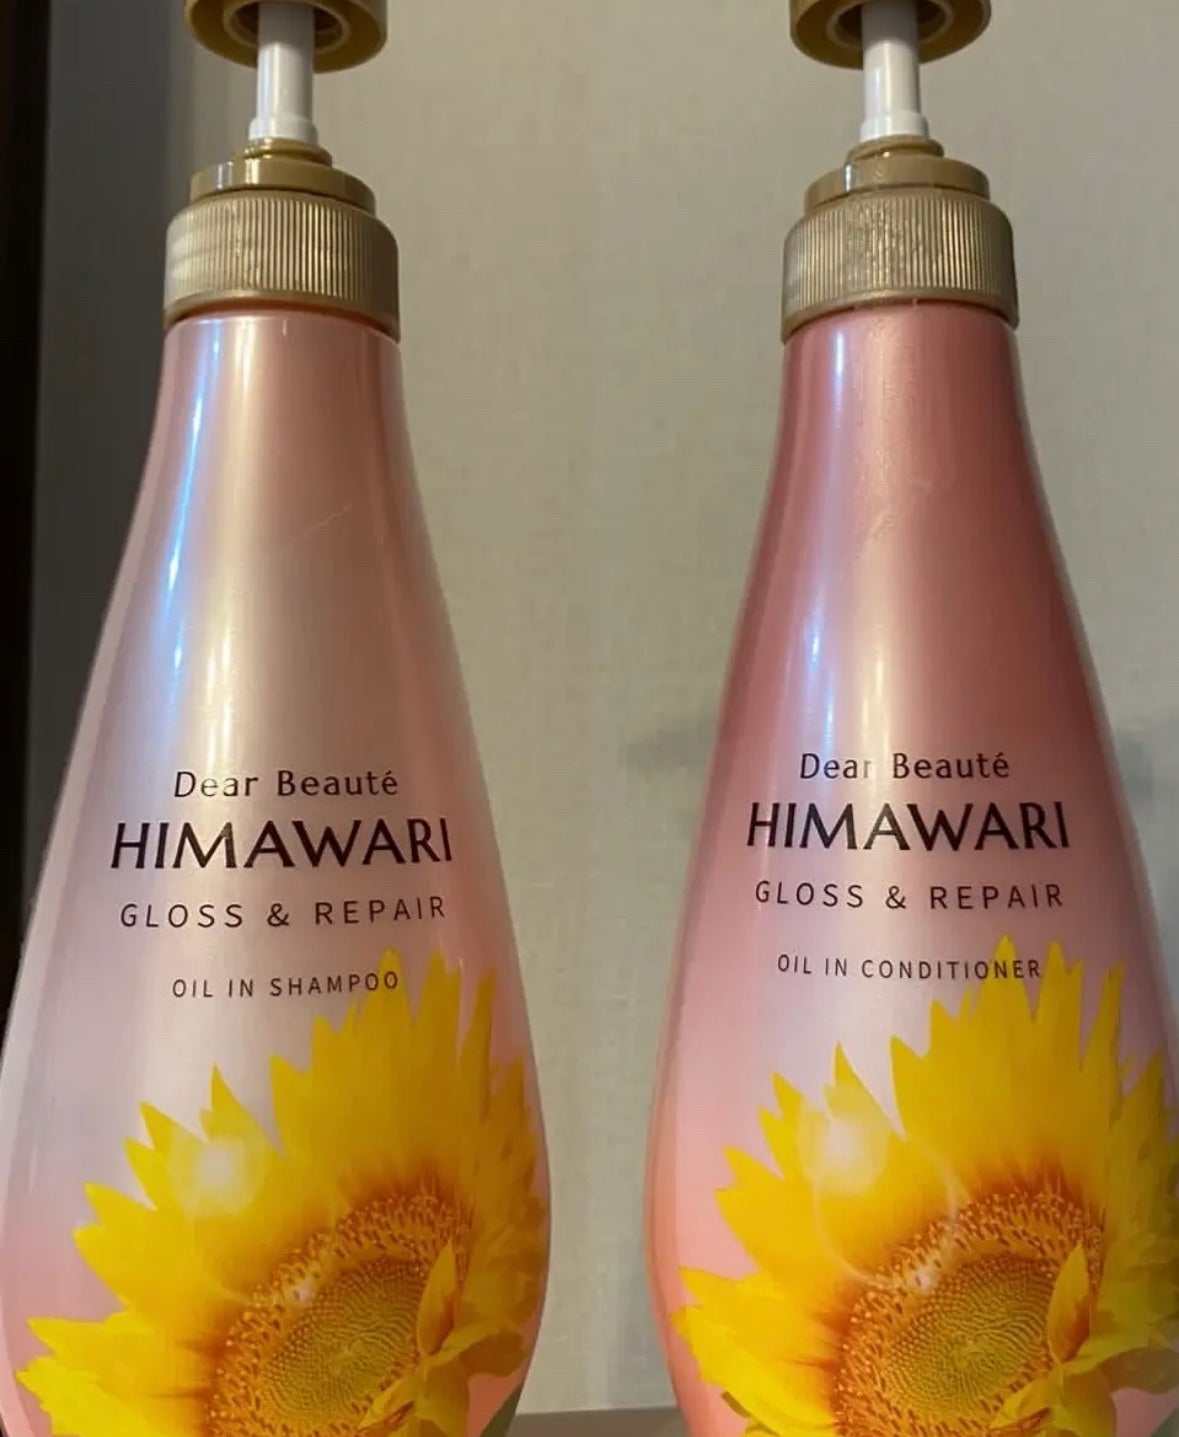 Dear Beauté
HIMAWARI
GLOSS & REPAIR
OIL IN SHAMPOO
Dear Beauté
HIMAWARI
GLOSS & REPAIR
OIL IN CONDITIONER